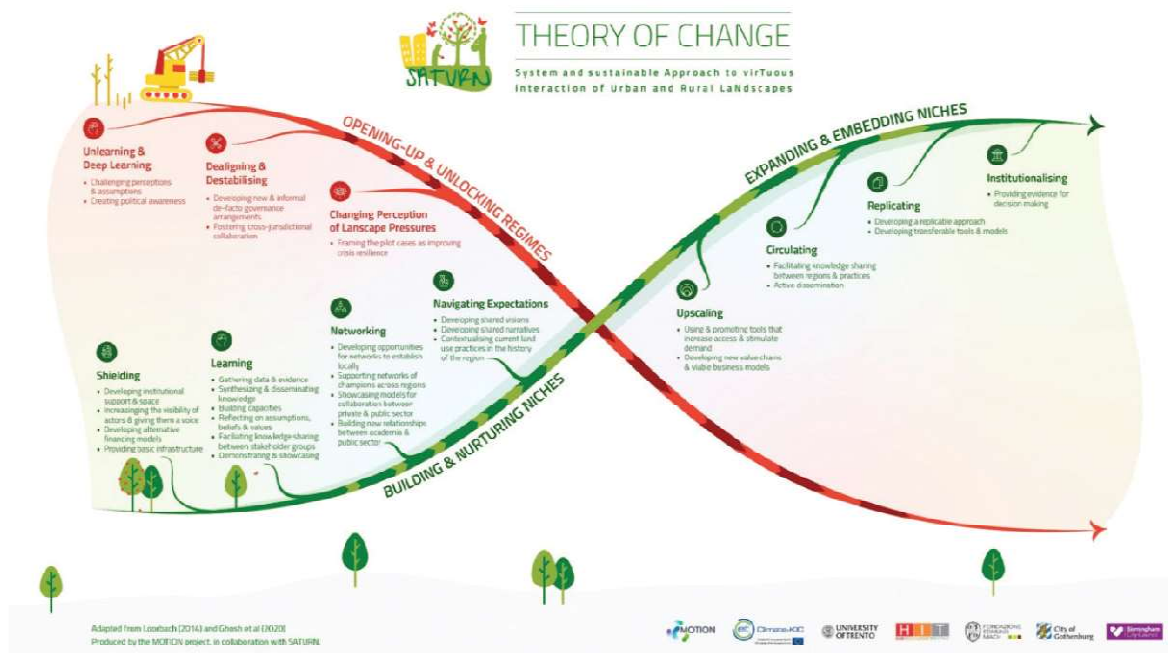 SATURN
THEORY OF CHANGE
System and sustainable Approach to virTuous
Interaction of Urban and Rural LaNdscapes
OPENING-UP & UNLOCKING REGIMES
Unlearning &
Deep Learning
• Challenging perceptions
& assumptions
• Creating political awareness
Dealigning &
Destabilising
• Developing new & informal
de-facto governance
arrangements
• Fostering cross-jurisdictional
collaboration
Changing Perception
of Lanscape Pressures
• Framing the pilot cases as improving
crisis resilience
BUILDING & NURTURING NICHES
Shielding
• Developing institutional
support & space
• Increasinging the visibility of
actors & giving them a voice
• Developing alternative
financing models
• Providing basic infrastructure
Learning
• Gathering data & evidence
• Synthesizing & disseminating
knowledge
• Building capacities
• Reflecting on assumptions,
beliefs & values
• Faciliating knowledge-sharing
between stakeholder groups
• Demonstrating & showcasing
Networking
• Developing opportunities
for networks to establish
locally
• Supporting networks of
champions across regions
• Showcasing models for
collaboration between
private & public sector
• Building new relationships
between academia &
public sector
Navigating Expectations
• Developing shared visions
• Developing shared narratives
• Contextualising current land
use practices in the history
of the region
EXPANDING & EMBEDDING NICHES
Upscaling
• Using & promoting tools that
increase access & stimulate
demand
• Developing new value chains
& viable business models
Circulating
• Facilitating knowledge sharing
between regions & practices
• Active dissemination
Replicating
• Developing a replicable approach
• Developing transferable tools & models
Institutionalising
• Providing evidence for
decision making
Adapted from Loorbach (2014) and Ghosh et al (2020)
Produced by the MOTION project, in collaboration with SATURN.
MOTION
Climate-KIC
UNIVERSITY
OF TRENTO
HIT
FONDAZIONE
EDMUND
MACH
City of
Gothenburg
Birmingham
City Council